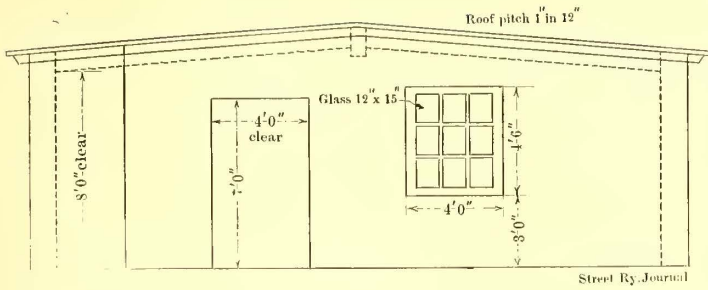 Roof pitch 1" in 12"
Glass 12" x 15"
4'0"
clear
8'0" clear
7'0"
4'6"
4'0"
3'0"
Street Ry. Journal